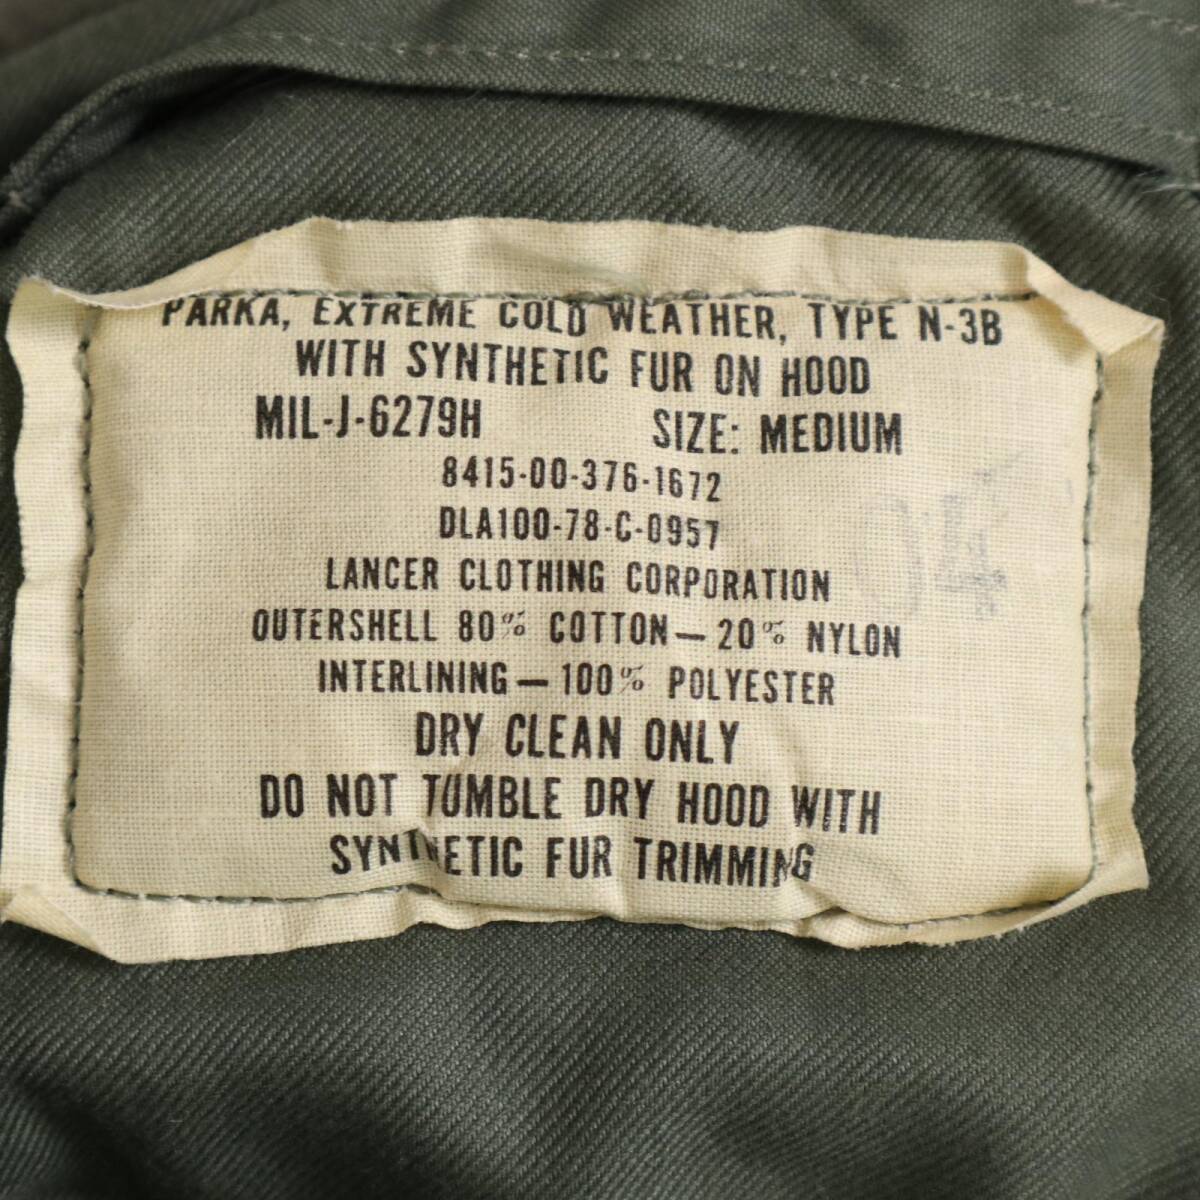 PARKA, EXTREME COLD WEATHER, TYPE N-3B
WITH SYNTHETIC FUR ON HOOD
MIL-J-6279H SIZE: MEDIUM
8415-00-376-1672
DLA100-78-C-0957
LANCER CLOTHING CORPORATION
OUTERSHELL 80% COTTON — 20% NYLON
INTERLINING — 100% POLYESTER
DRY CLEAN ONLY
DO NOT TUMBLE DRY HOOD WITH
SYNTHETIC FUR TRIMMING